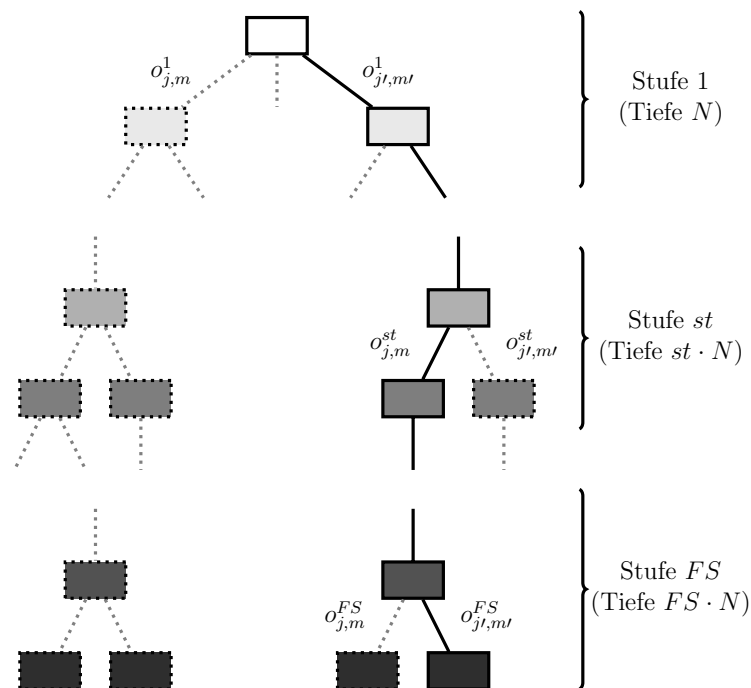 o^1_{j,m}
o^1_{j',m'}
Stufe 1
(Tiefe N)
o^{st}_{j,m}
o^{st}_{j',m'}
Stufe st
(Tiefe st · N)
o^{FS}_{j,m}
o^{FS}_{j',m'}
Stufe FS
(Tiefe FS · N)